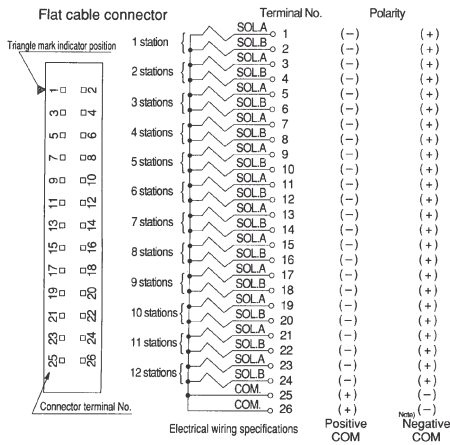 Flat cable connector Terminal No. Polarity
Triangle mark indicator position
1 station { SOL.A 1 (−) (+)
SOL.B 2 (−) (+)
2 stations { SOL.A 3 (−) (+)
SOL.B 4 (−) (+)
3 stations { SOL.A 5 (−) (+)
SOL.B 6 (−) (+)
4 stations { SOL.A 7 (−) (+)
SOL.B 8 (−) (+)
5 stations { SOL.A 9 (−) (+)
SOL.B 10 (−) (+)
6 stations { SOL.A 11 (−) (+)
SOL.B 12 (−) (+)
7 stations { SOL.A 13 (−) (+)
SOL.B 14 (−) (+)
8 stations { SOL.A 15 (−) (+)
SOL.B 16 (−) (+)
9 stations { SOL.A 17 (−) (+)
SOL.B 18 (−) (+)
10 stations { SOL.A 19 (−) (+)
SOL.B 20 (−) (+)
11 stations { SOL.A 21 (−) (+)
SOL.B 22 (−) (+)
12 stations { SOL.A 23 (−) (+)
SOL.B 24 (−) (+)
COM. 25 (+) (−)
COM. 26 (+) (−)
1 2
3 4
5 6
7 8
9 10
11 12
13 14
15 16
17 18
19 20
21 22
23 24
25 26
Connector terminal No.
Electrical wiring specifications
Positive
COM
Note)
Negative
COM